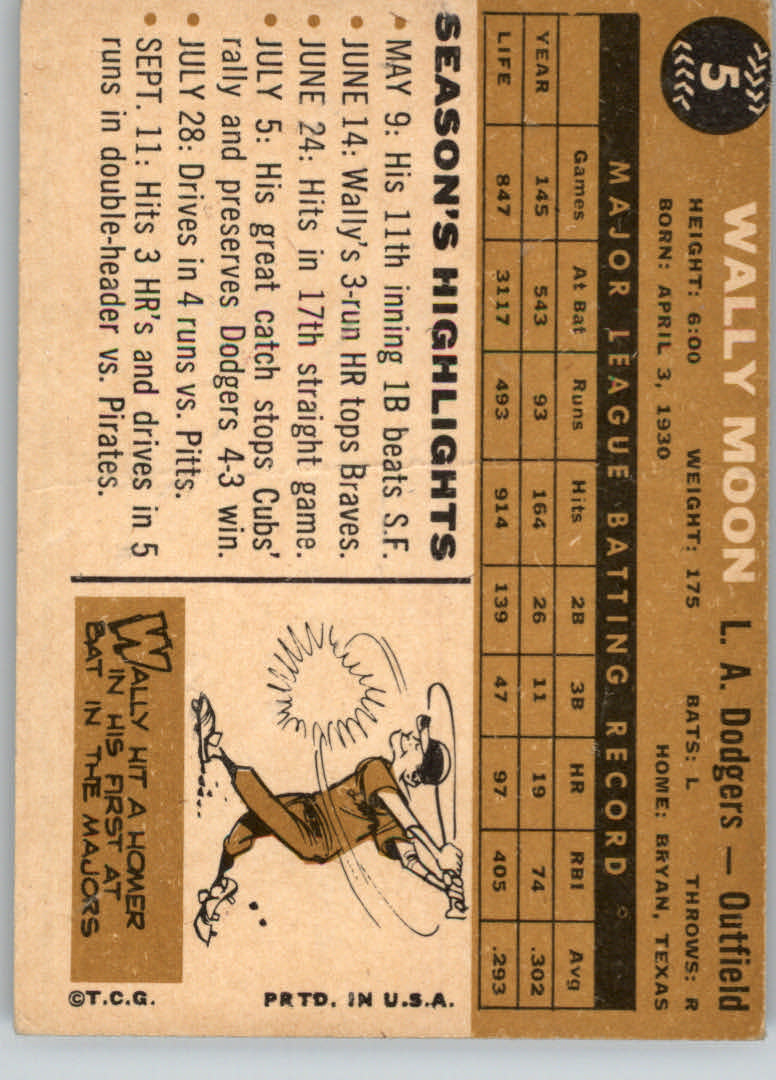 5
WALLY MOON L. A. Dodgers — Outfield
HEIGHT: 6:00 WEIGHT: 175 BATS: L THROWS: R
BORN: APRIL 3, 1930 HOME: BRYAN, TEXAS
MAJOR LEAGUE BATTING RECORD
Games At Bat Runs Hits 2B 3B HR RBI Avg
YEAR 145 543 93 164 26 11 19 74 .302
LIFE 847 3117 493 914 139 47 97 405 .293
SEASON'S HIGHLIGHTS
• MAY 9: His 11th inning 1B beats S.F.
• JUNE 14: Wally's 3-run HR tops Braves.
• JUNE 24: Hits in 17th straight game.
• JULY 5: His great catch stops Cubs'
rally and preserves Dodgers 4-3 win.
• JULY 28: Drives in 4 runs vs. Pitts.
• SEPT. 11: Hits 3 HR's and drives in 5
runs in double-header vs. Pirates.
WALLY HIT A HOMER
IN HIS FIRST AT
BAT IN THE MAJORS
©T.C.G. PRTD. IN U.S.A.